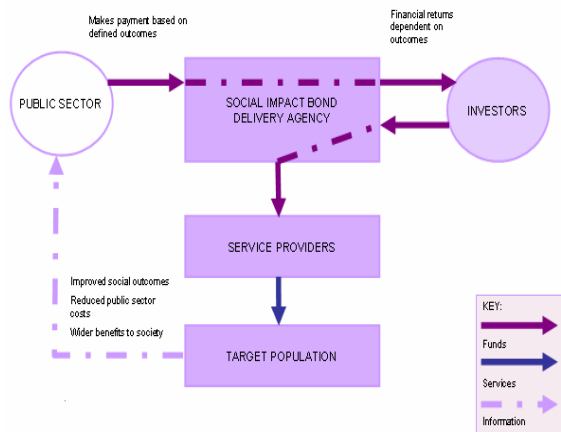 Makes payment based on
defined outcomes
Financial returns
dependent on
outcomes
PUBLIC SECTOR
SOCIAL IMPACT BOND
DELIVERY AGENCY
INVESTORS
SERVICE PROVIDERS
Improved social outcomes
Reduced public sector
costs
Wider benefits to society
TARGET POPULATION
KEY:
Funds
Services
Information